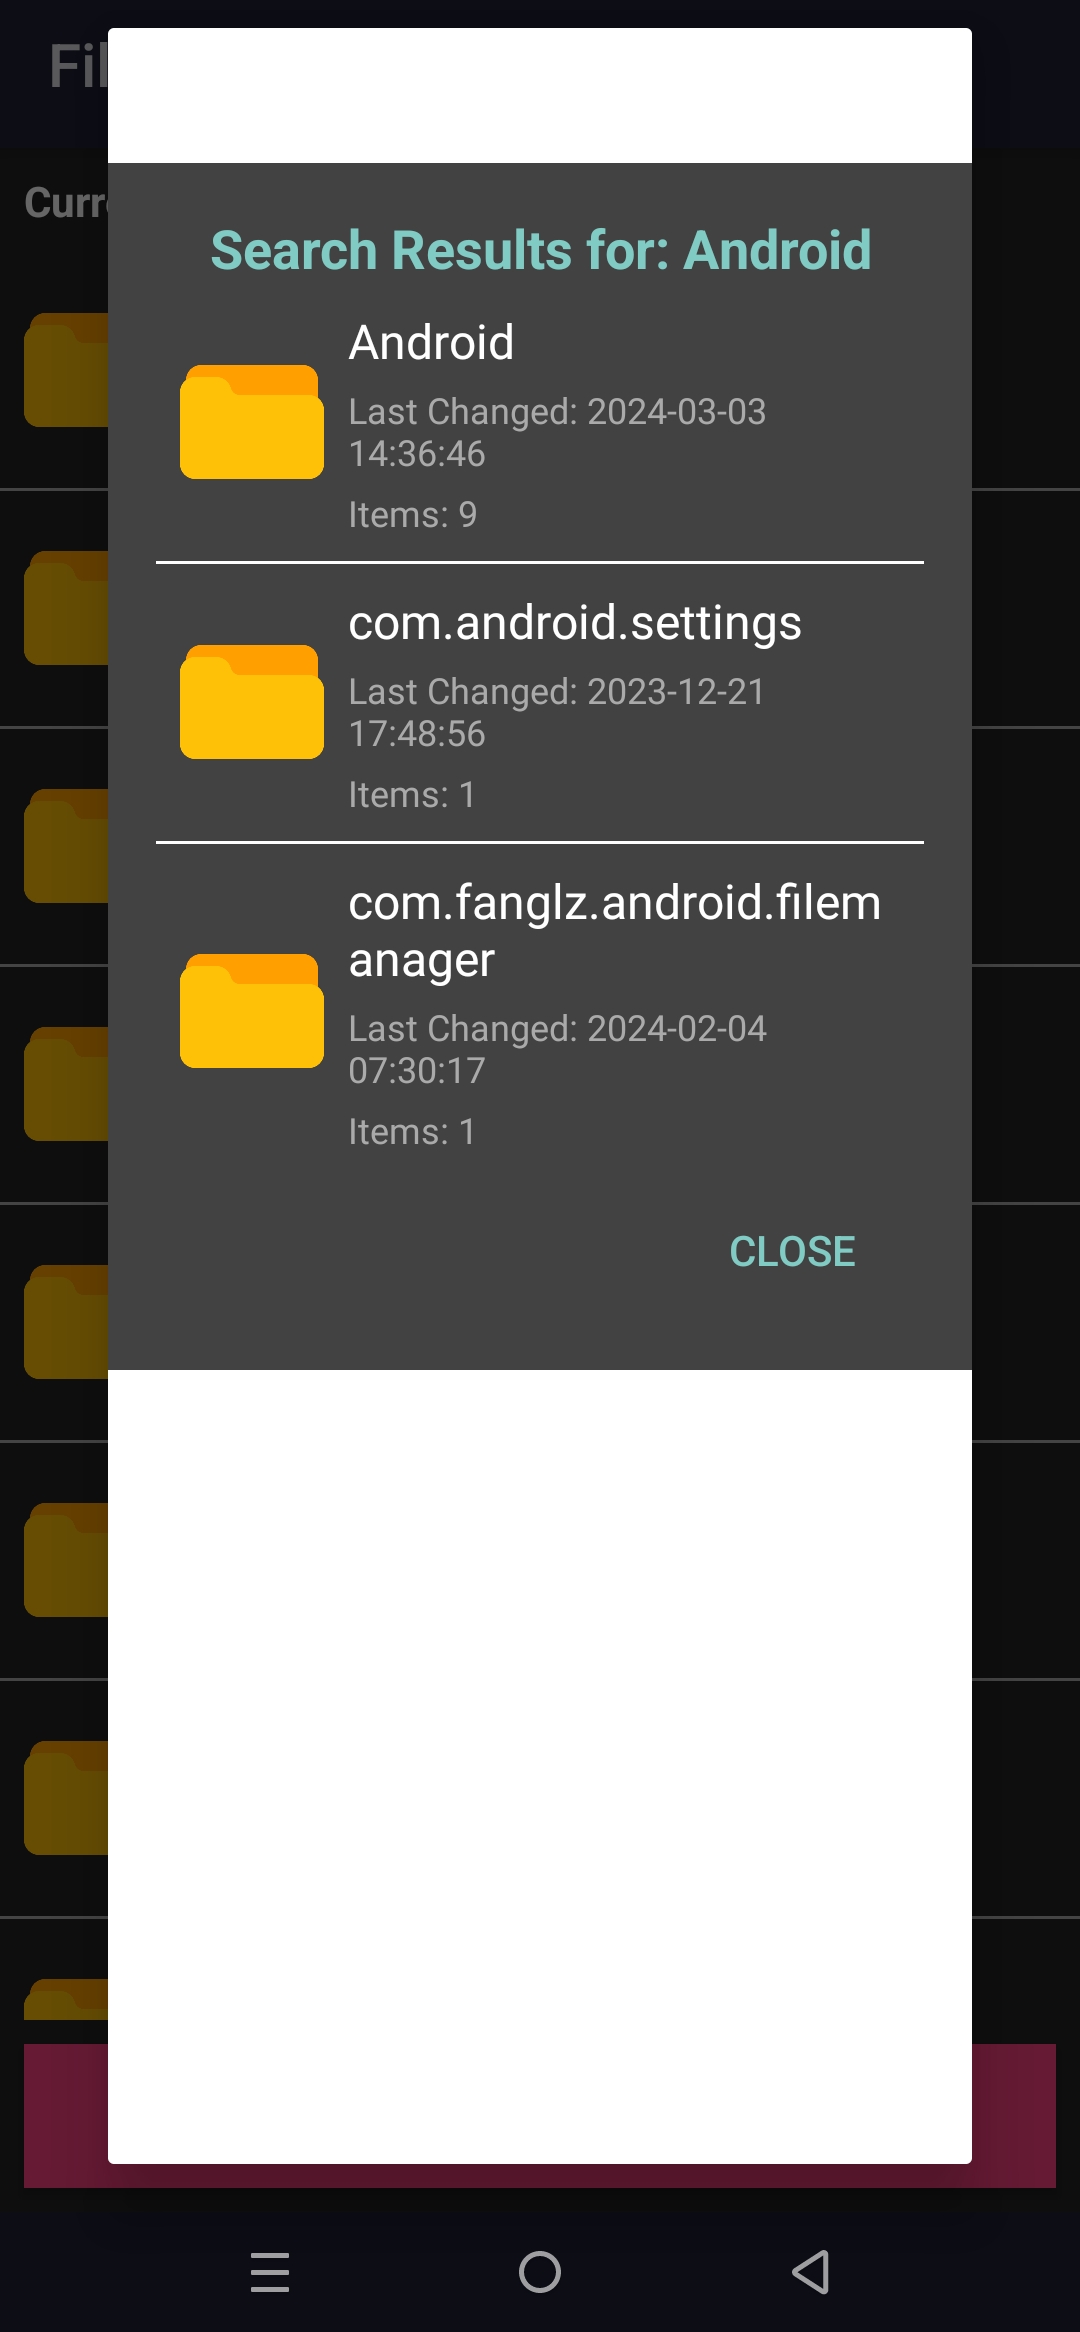 Fil
Curr
Search Results for: Android
Android
Last Changed: 2024-03-03
14:36:46
Items: 9
com.android.settings
Last Changed: 2023-12-21
17:48:56
Items: 1
com.fanglz.android.filem
anager
Last Changed: 2024-02-04
07:30:17
Items: 1
CLOSE